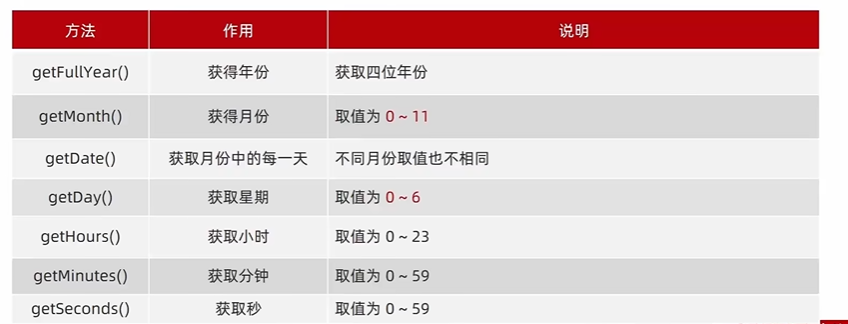 方法 作用 说明
getFullYear() 获得年份 获取四位年份
getMonth() 获得月份 取值为 0 ~ 11
getDate() 获取月份中的每一天 不同月份取值也不相同
getDay() 获取星期 取值为 0 ~ 6
getHours() 获取小时 取值为 0 ~ 23
getMinutes() 获取分钟 取值为 0 ~ 59
getSeconds() 获取秒 取值为 0 ~ 59